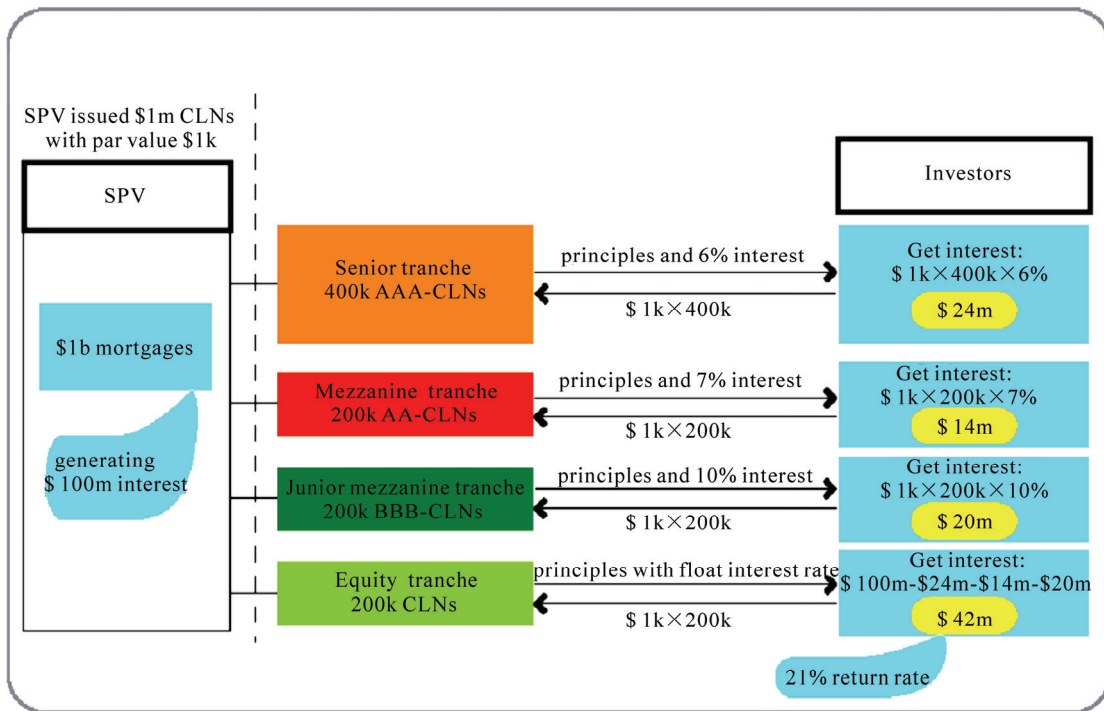 SPV issued $1m CLNs
with par value $1k
SPV
$1b mortgages
generating
$ 100m interest
Senior tranche
400k AAA-CLNs
principles and 6% interest
$ 1k×400k
Mezzanine tranche
200k AA-CLNs
principles and 7% interest
$ 1k×200k
Junior mezzanine tranche
200k BBB-CLNs
principles and 10% interest
$ 1k×200k
Equity tranche
200k CLNs
principles with float interest rate
$ 1k×200k
Investors
Get interest:
$ 1k×400k×6%
$ 24m
Get interest:
$ 1k×200k×7%
$ 14m
Get interest:
$1k×200k×10%
$ 20m
Get interest:
$ 100m-$24m-$14m-$20m
$ 42m
21% return rate